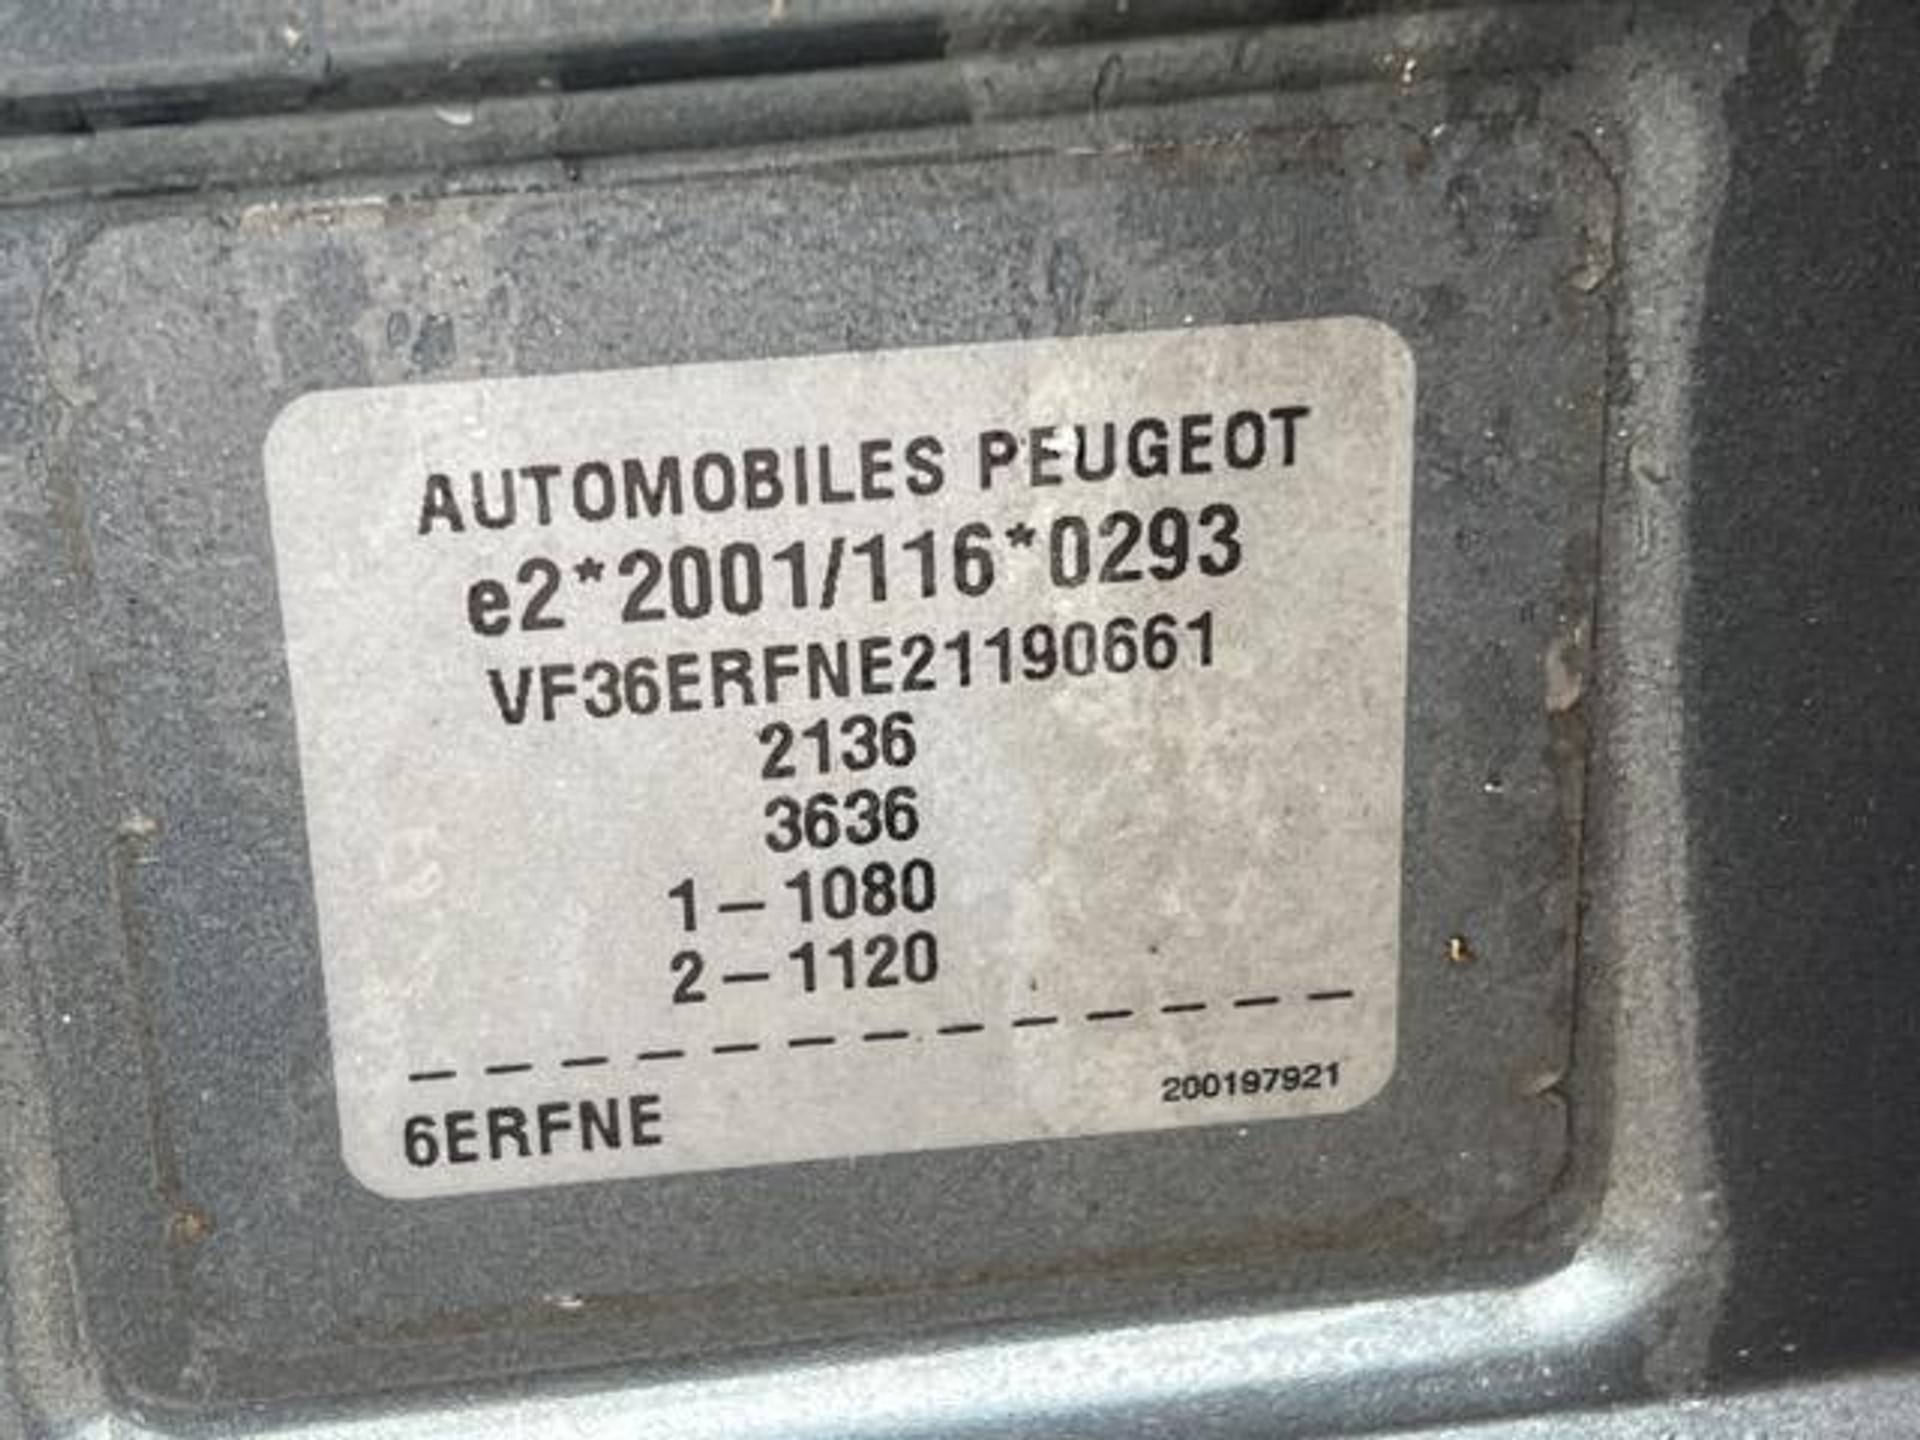 AUTOMOBILES PEUGEOT
e2*2001/116*0293
VF36ERFNE21190661
2136
3636
1 – 1080
2 – 1120
– – – – – – – – – – – – –
6ERFNE
200197921